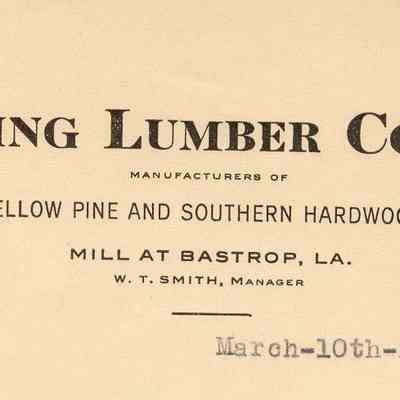 ING LUMBER CO
MANUFACTURERS OF
ELLOW PINE AND SOUTHERN HARDWOO
MILL AT BASTROP, LA.
W. T. SMITH, MANAGER
March-10th-